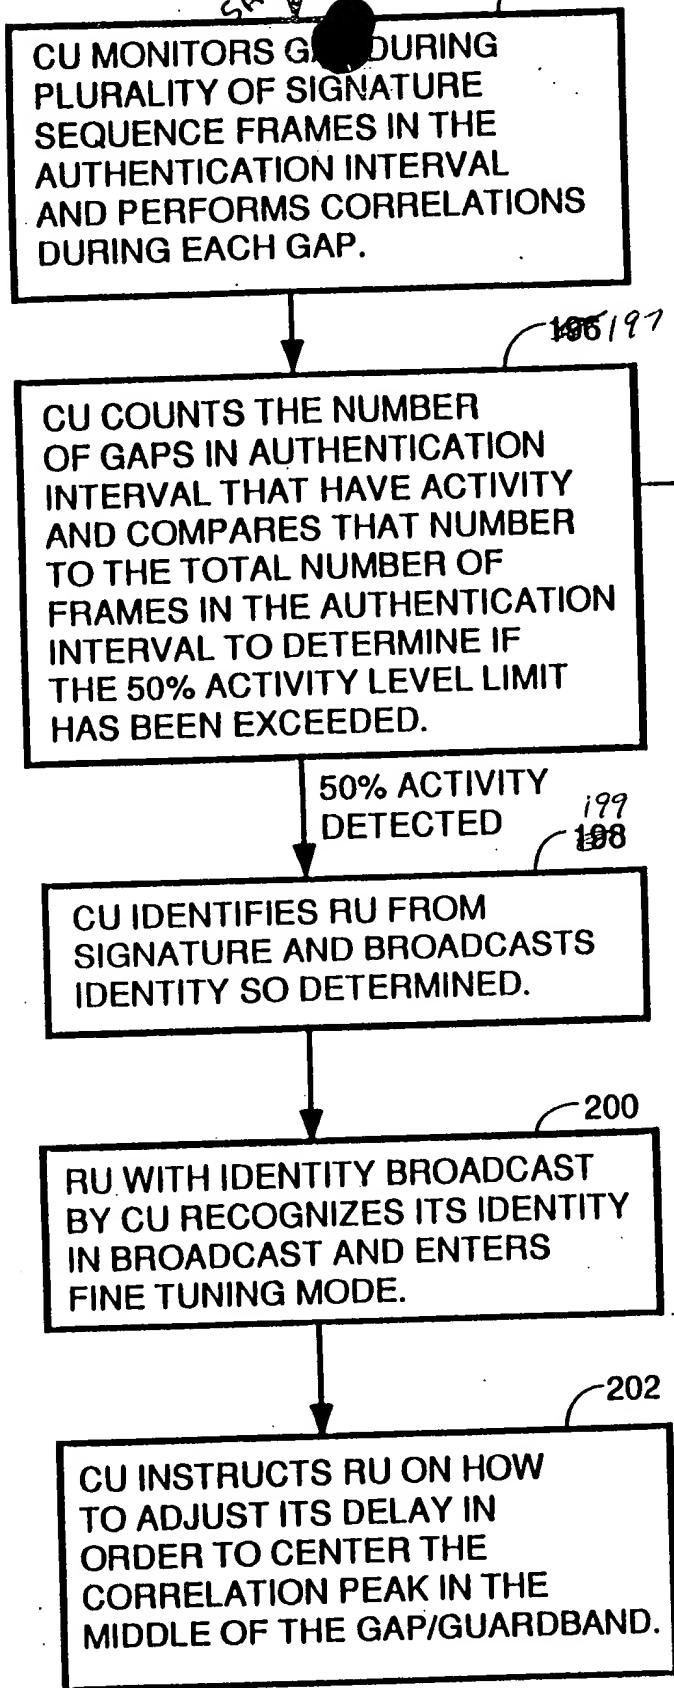 CU MONITORS DURING
PLURALITY OF SIGNATURE
SEQUENCE FRAMES IN THE
AUTHENTICATION INTERVAL
AND PERFORMS CORRELATIONS
DURING EACH GAP.
197
CU COUNTS THE NUMBER
OF GAPS IN AUTHENTICATION
INTERVAL THAT HAVE ACTIVITY
AND COMPARES THAT NUMBER
TO THE TOTAL NUMBER OF
FRAMES IN THE AUTHENTICATION
INTERVAL TO DETERMINE IF
THE 50% ACTIVITY LEVEL LIMIT
HAS BEEN EXCEEDED.
50% ACTIVITY
DETECTED
199
198
CU IDENTIFIES RU FROM
SIGNATURE AND BROADCASTS
IDENTITY SO DETERMINED.
200
RU WITH IDENTITY BROADCAST
BY CU RECOGNIZES ITS IDENTITY
IN BROADCAST AND ENTERS
FINE TUNING MODE.
202
CU INSTRUCTS RU ON HOW
TO ADJUST ITS DELAY IN
ORDER TO CENTER THE
CORRELATION PEAK IN THE
MIDDLE OF THE GAP/GUARDBAND.